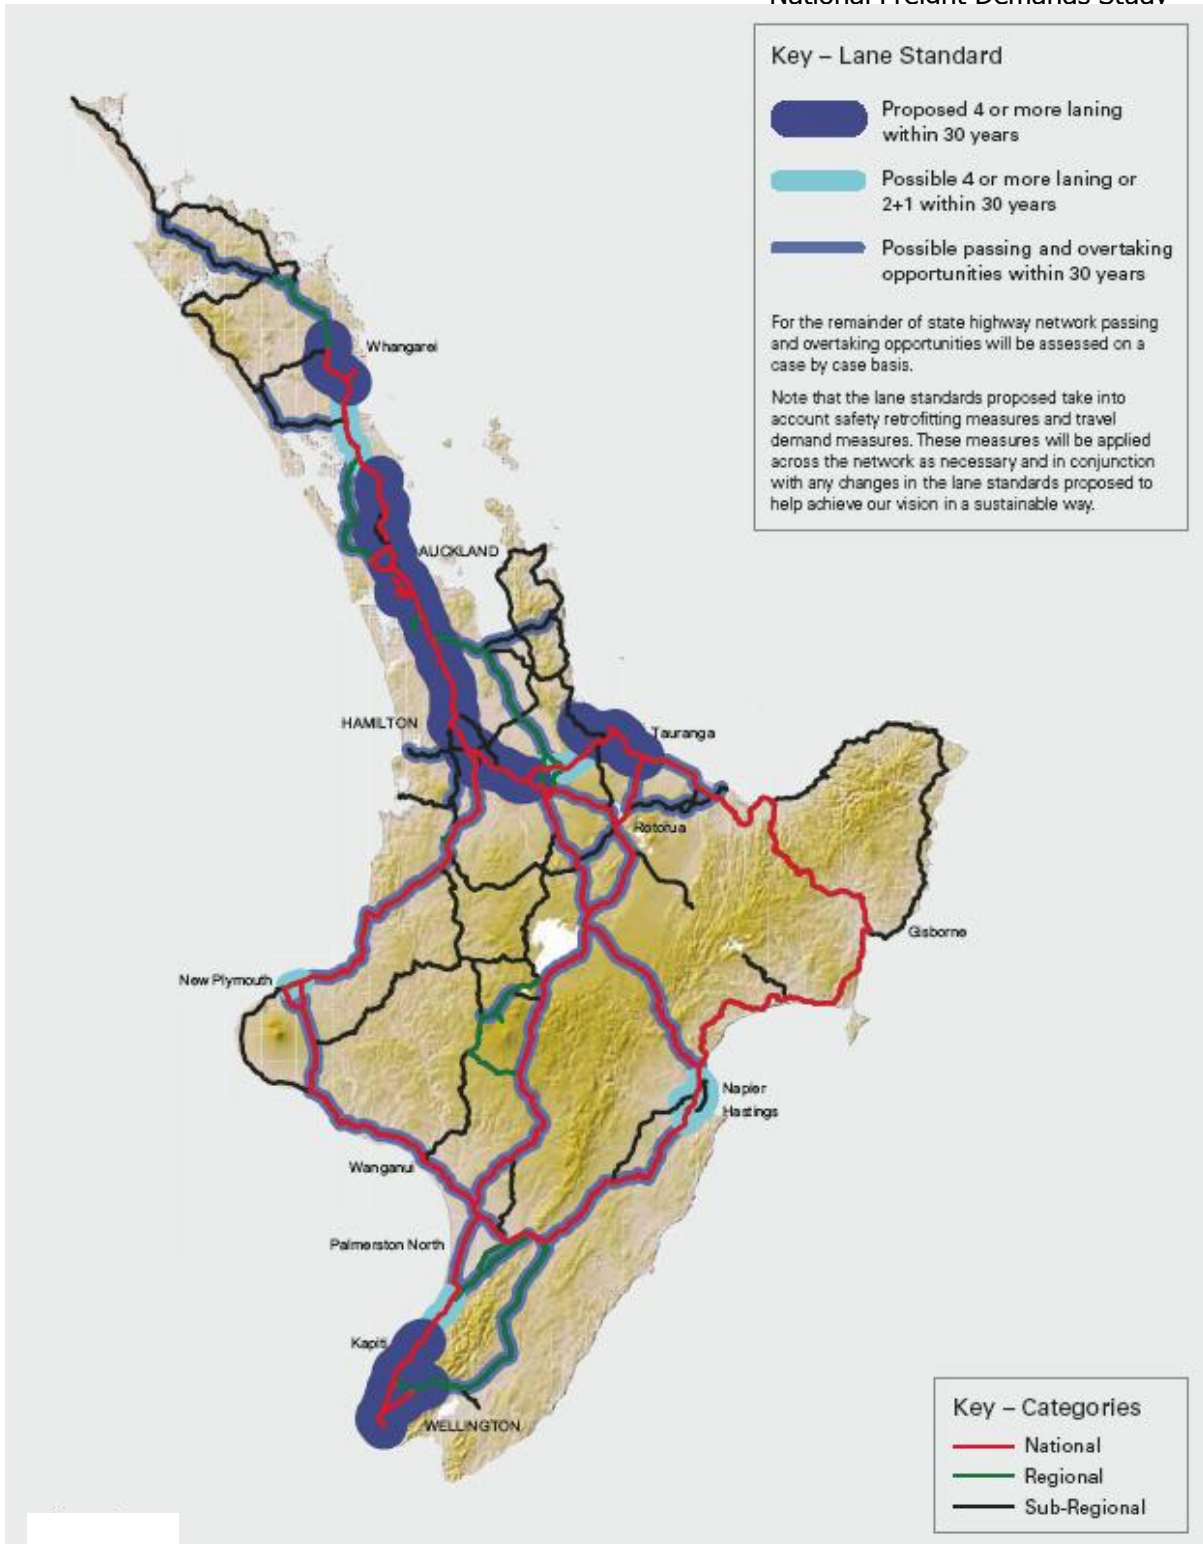 National Freight Demands Study
Key – Lane Standard
Proposed 4 or more laning
within 30 years
Possible 4 or more laning or
2+1 within 30 years
Possible passing and overtaking
opportunities within 30 years
For the remainder of state highway network passing
and overtaking opportunities will be assessed on a
case by case basis.
Note that the lane standards proposed take into
account safety retrofitting measures and travel
demand measures. These measures will be applied
across the network as necessary and in conjunction
with any changes in the lane standards proposed to
help achieve our vision in a sustainable way.
Whangarei
AUCKLAND
HAMILTON
Tauranga
Rotorua
Gisborne
New Plymouth
Napier
Hastings
Wanganui
Palmerston North
Kapiti
WELLINGTON
Key – Categories
National
Regional
Sub-Regional